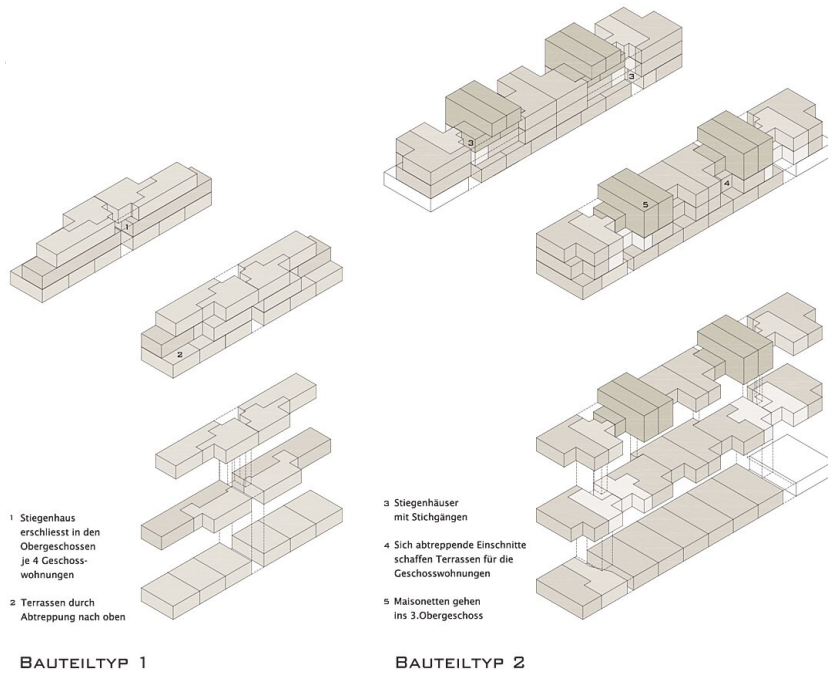 3
3
1
5
4
2
1 Stiegenhaus
erschliesst in den
Obergeschossen
je 4 Geschoss-
wohnungen
2 Terrassen durch
Abtreppung nach oben
3 Stiegenhäuser
mit Stichgängen
4 Sich abtreppende Einschnitte
schaffen Terrassen für die
Geschosswohnungen
5 Maisonetten gehen
ins 3.Obergeschoss
Bauteiltyp 1
Bauteiltyp 2